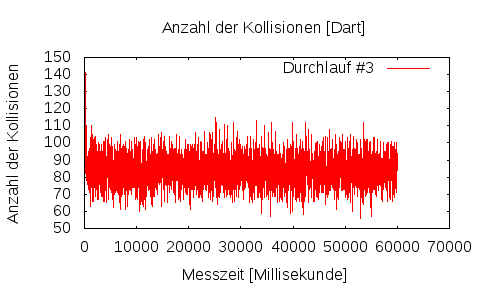 Anzahl der Kollisionen [Dart]
Anzahl der Kollisionen
150
140
130
120
110
100
90
80
70
60
50
Durchlauf #3
0 10000 20000 30000 40000 50000 60000 70000
Messzeit [Millisekunde]